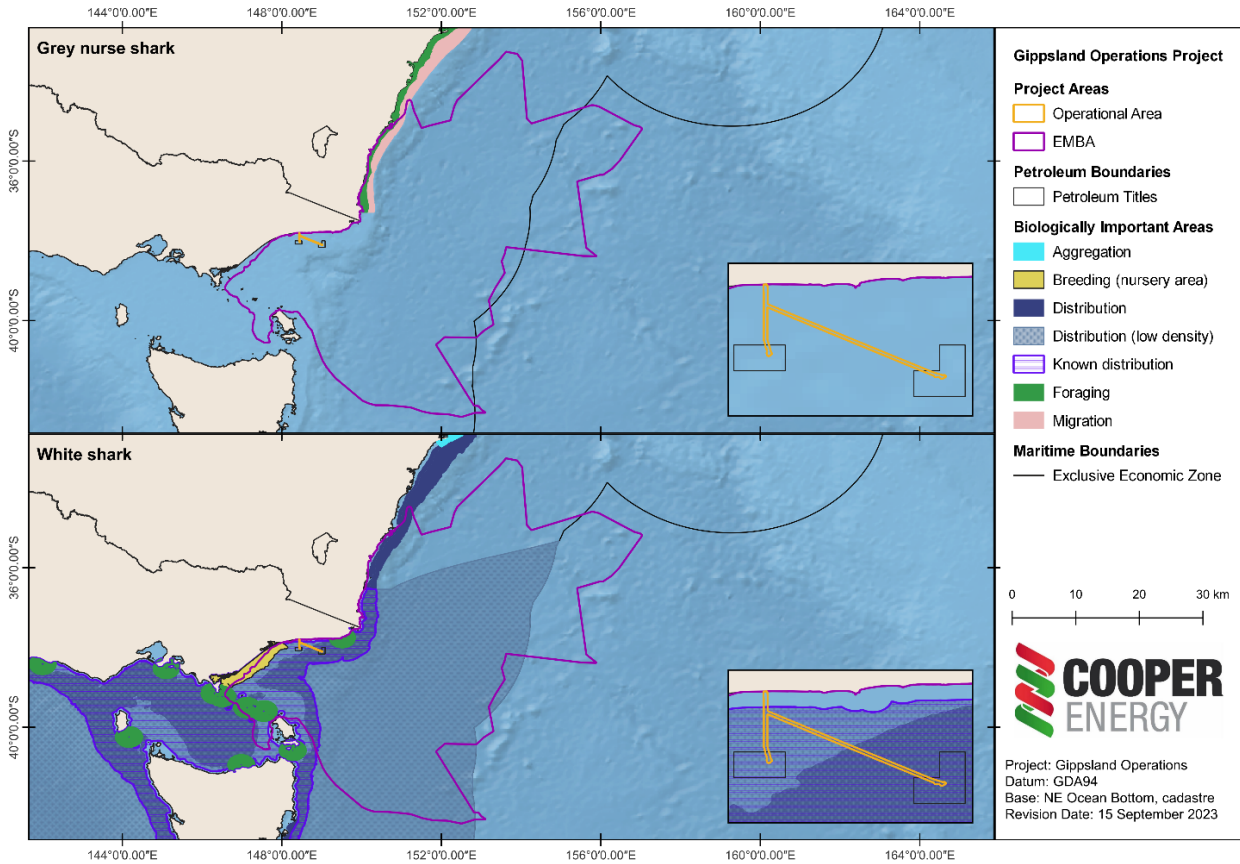 144°0'0.00"E 148°0'0.00"E 152°0'0.00"E 156°0'0.00"E 160°0'0.00"E 164°0'0.00"E
Grey nurse shark
36°0'0.00"S
40°0'0.00"S
White shark
36°0'0.00"S
40°0'0.00"S
144°0'0.00"E 148°0'0.00"E 152°0'0.00"E 156°0'0.00"E 160°0'0.00"E 164°0'0.00"E
Gippsland Operations Project
Project Areas
Operational Area
EMBA
Petroleum Boundaries
Petroleum Titles
Biologically Important Areas
Aggregation
Breeding (nursery area)
Distribution
Distribution (low density)
Known distribution
Foraging
Migration
Maritime Boundaries
Exclusive Economic Zone
0 10 20 30 km
COOPER
ENERGY
Project: Gippsland Operations
Datum: GDA94
Base: NE Ocean Bottom, cadastre
Revision Date: 15 September 2023